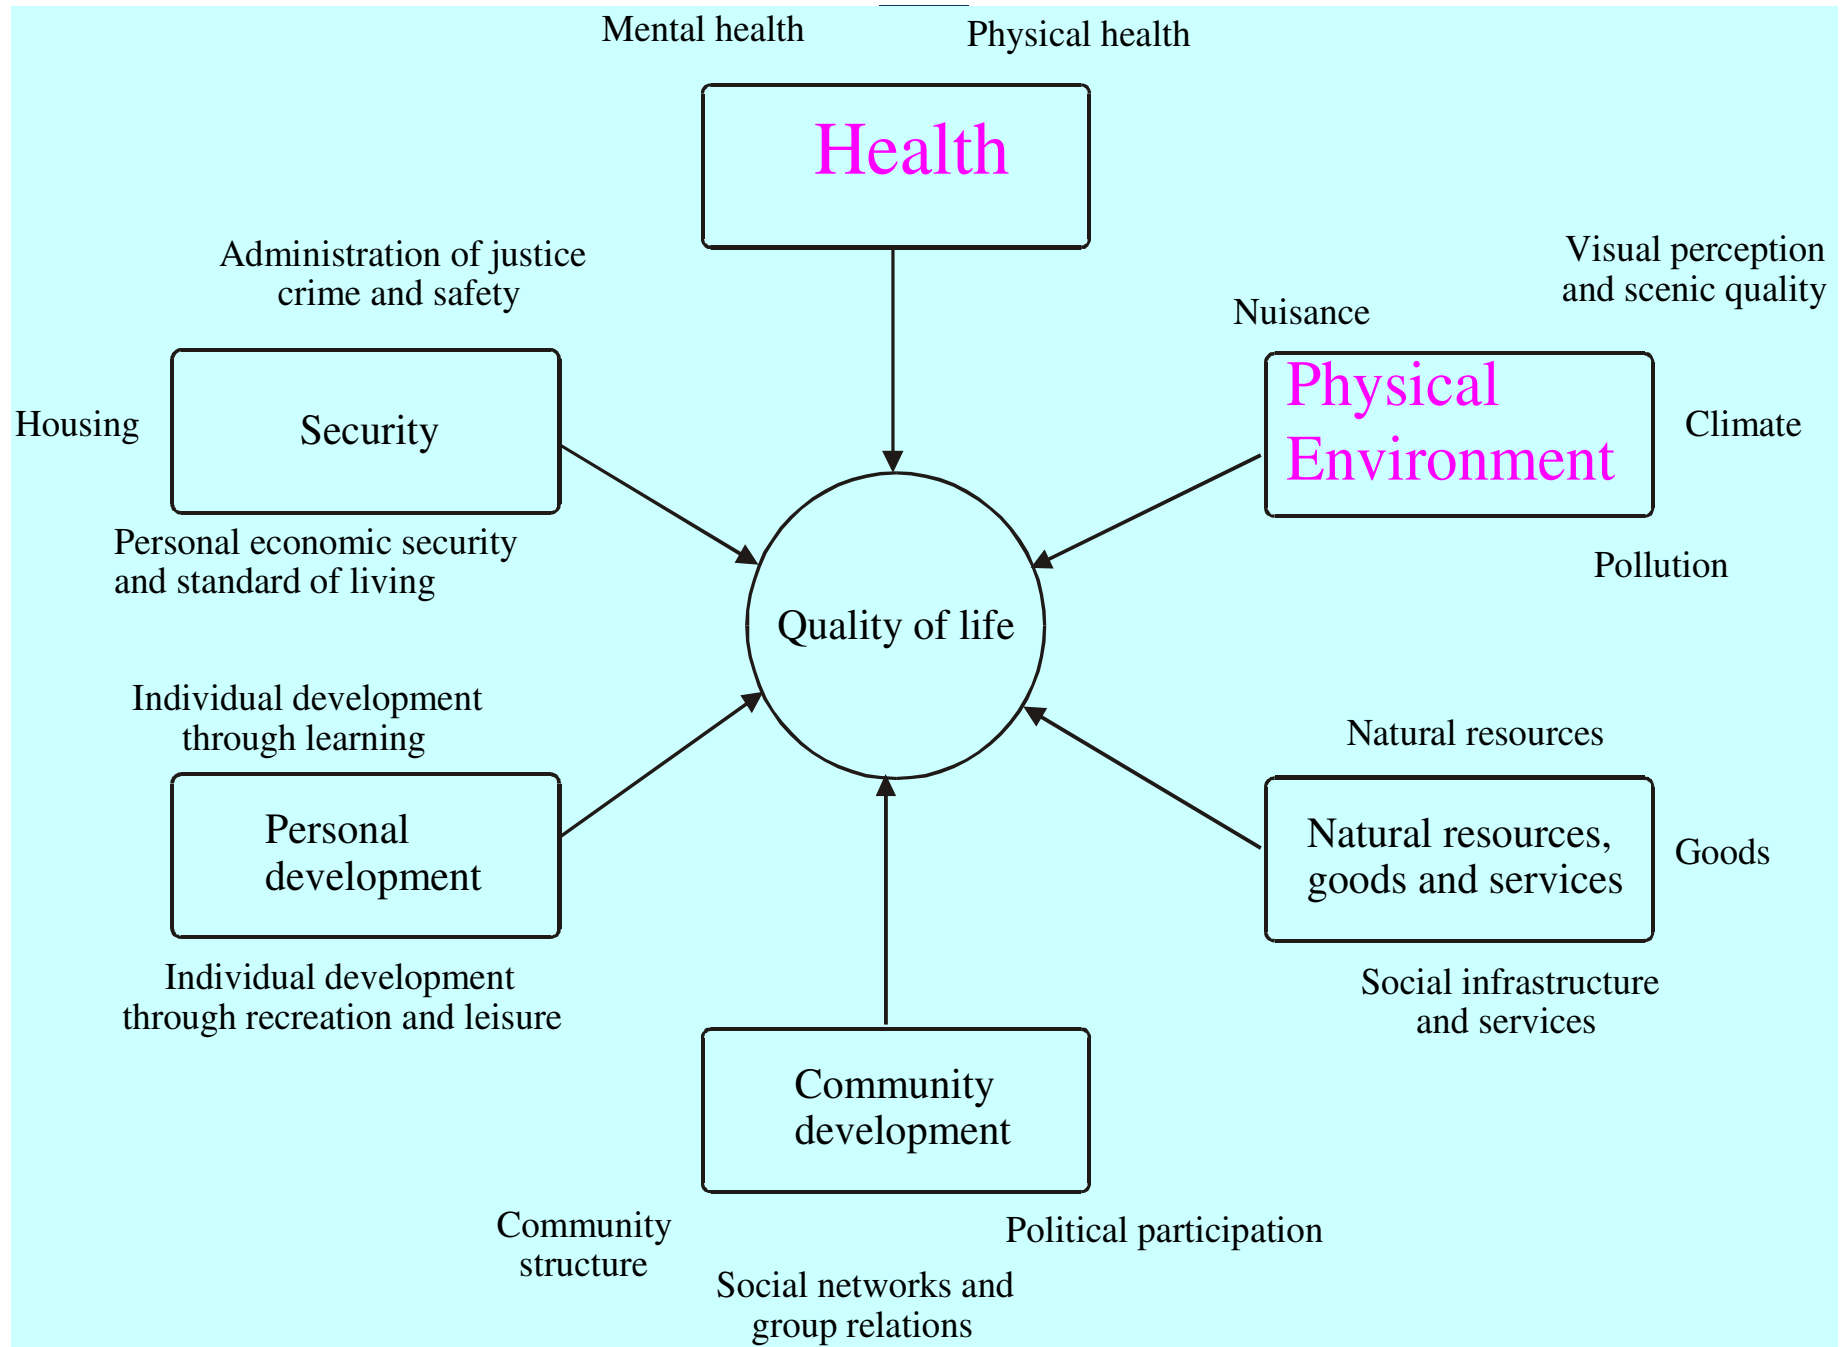 Mental health
Physical health
Health
Administration of justice
crime and safety
Visual perception
and scenic quality
Nuisance
Housing
Security
Physical
Environment
Climate
Personal economic security
and standard of living
Pollution
Quality of life
Individual development
through learning
Natural resources
Personal
development
Natural resources,
goods and services
Goods
Individual development
through recreation and leisure
Social infrastructure
and services
Community
development
Community
structure
Political participation
Social networks and
group relations